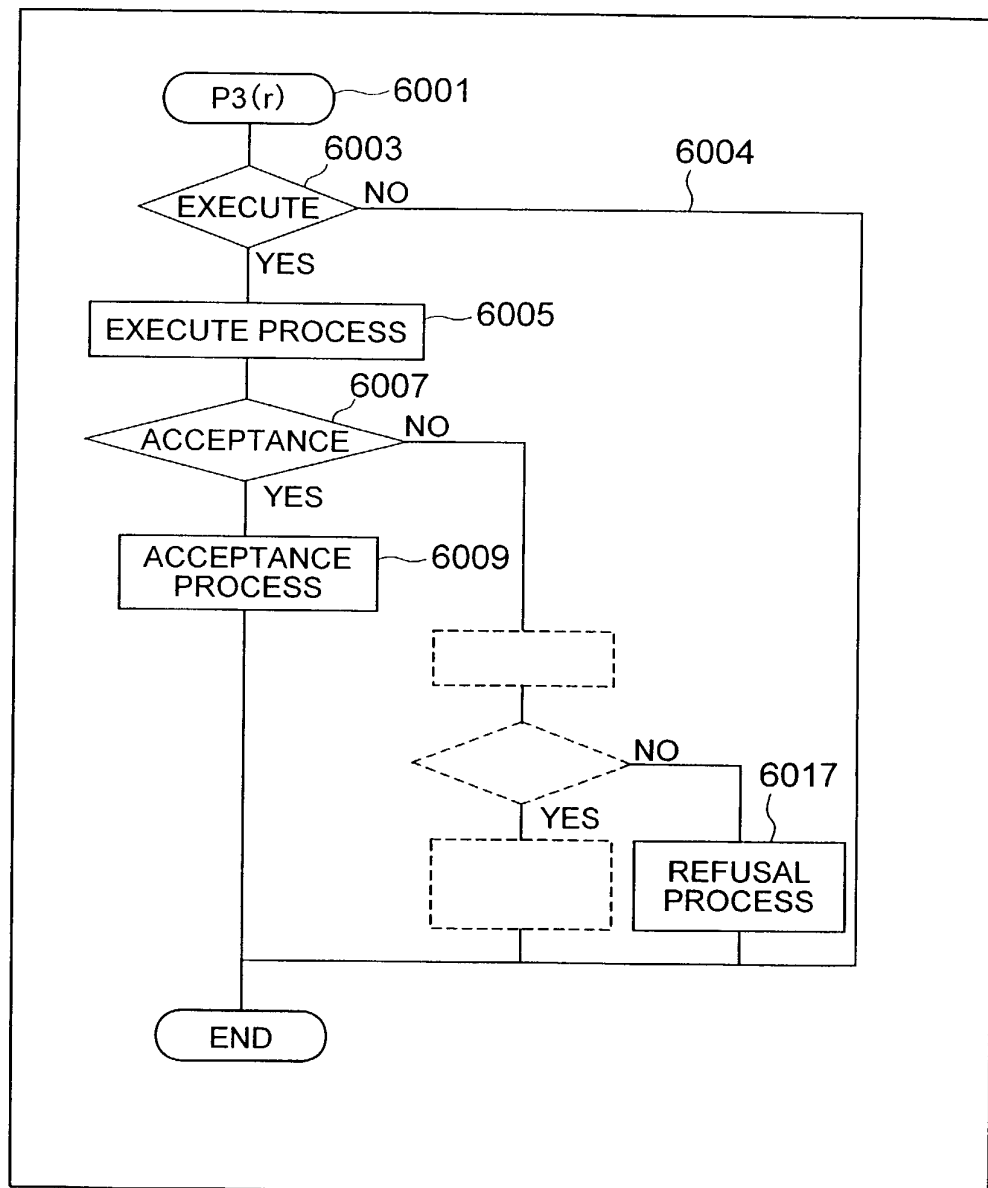 P3(r)
6001
6003
6004
EXECUTE
NO
YES
EXECUTE PROCESS
6005
6007
ACCEPTANCE
NO
YES
ACCEPTANCE
PROCESS
6009
NO
6017
YES
REFUSAL
PROCESS
END